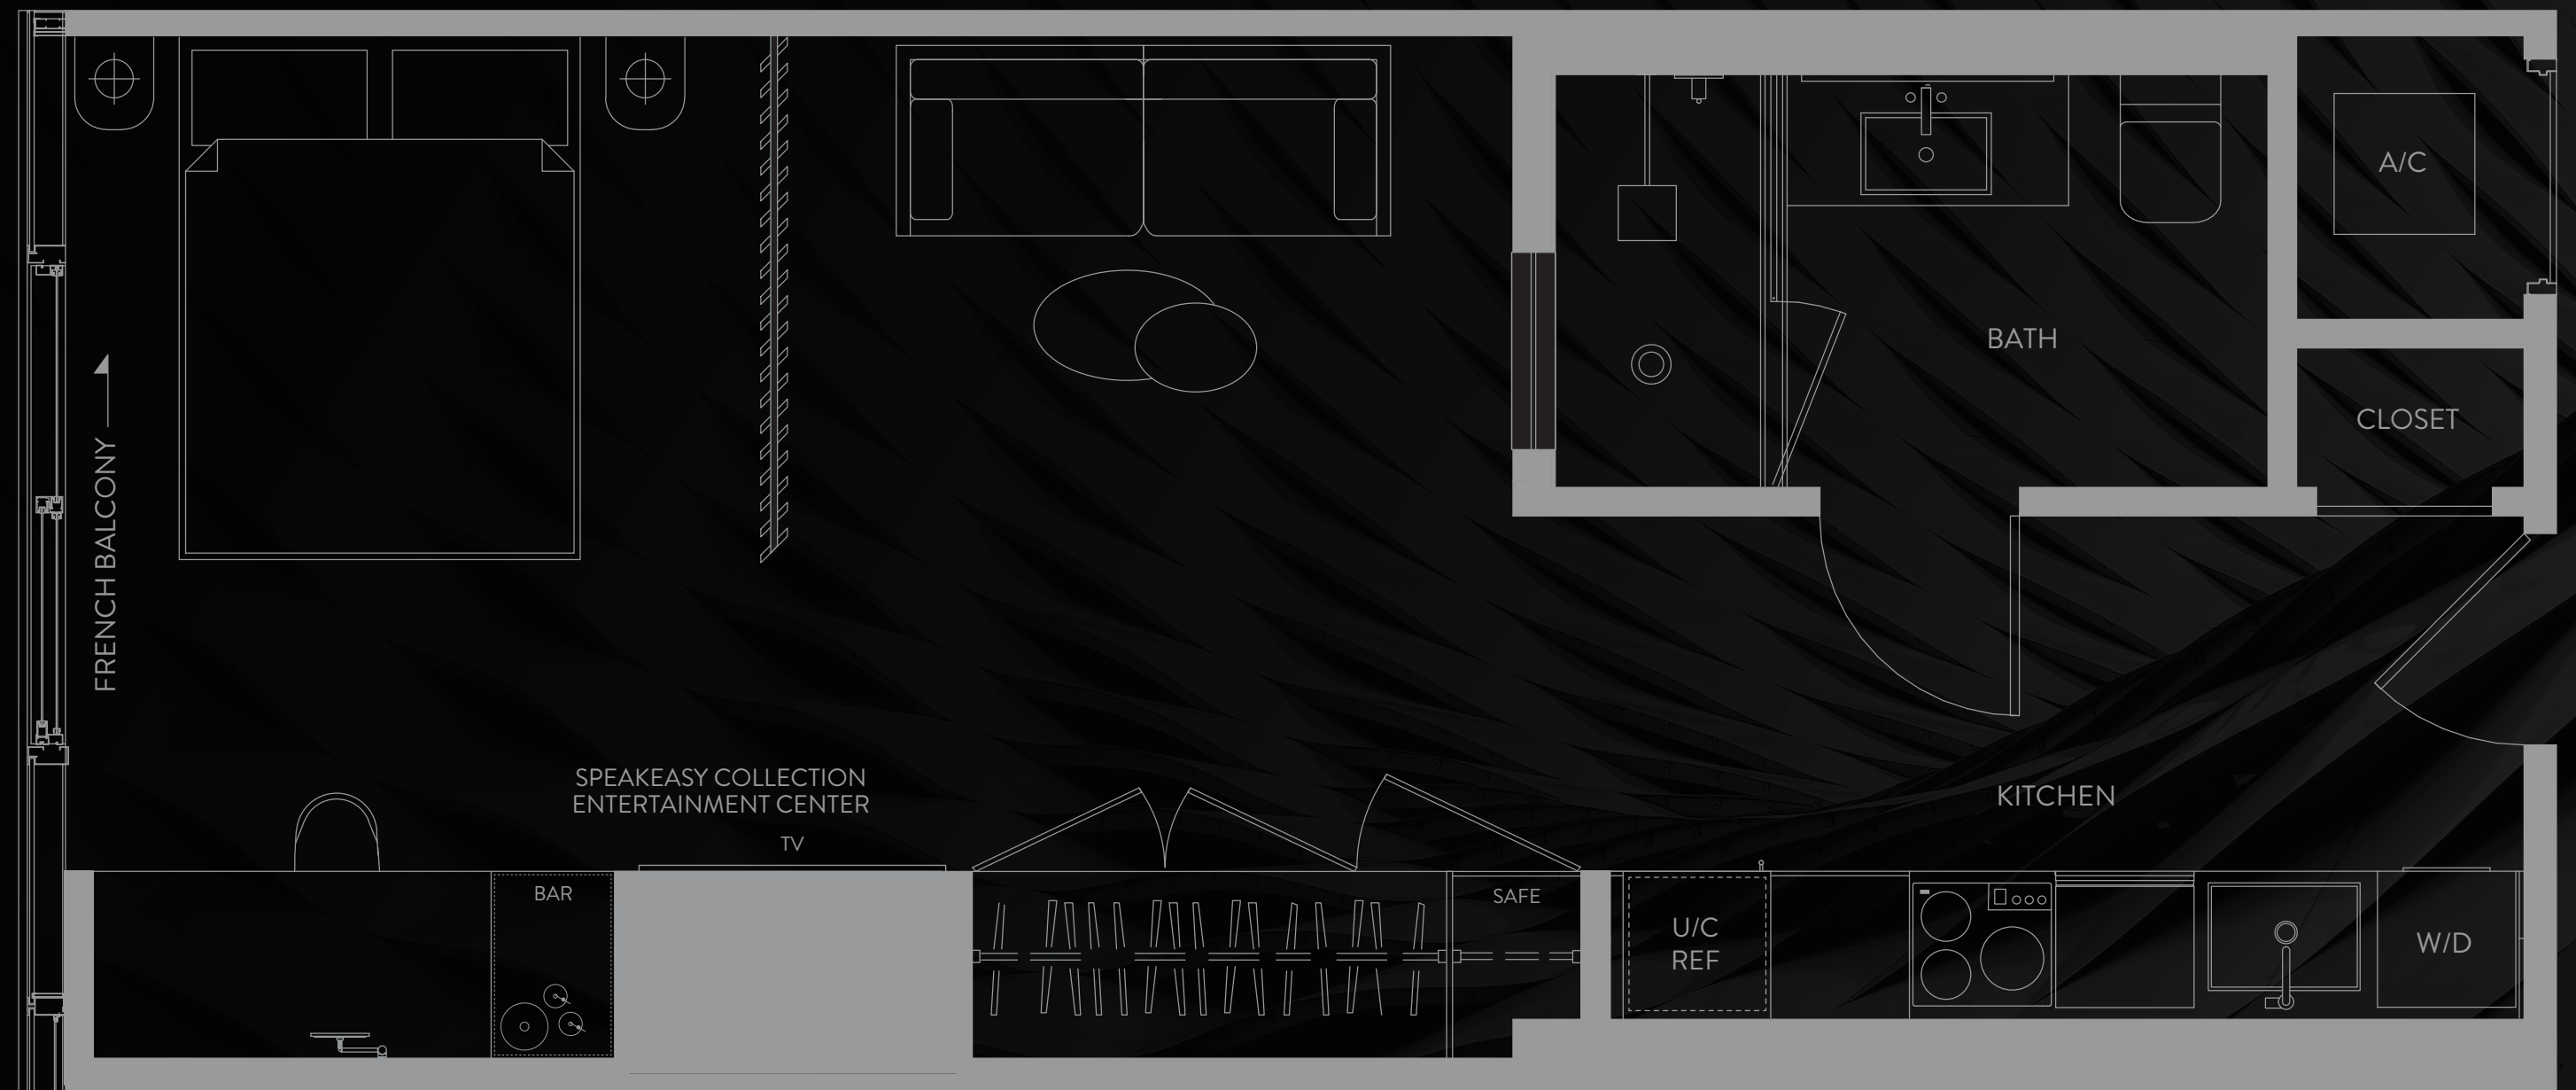 A/C
BATH
CLOSET
FRENCH BALCONY
SPEAKEASY COLLECTION
ENTERTAINMENT CENTER
TV
KITCHEN
BAR
SAFE
U/C
REF
W/D